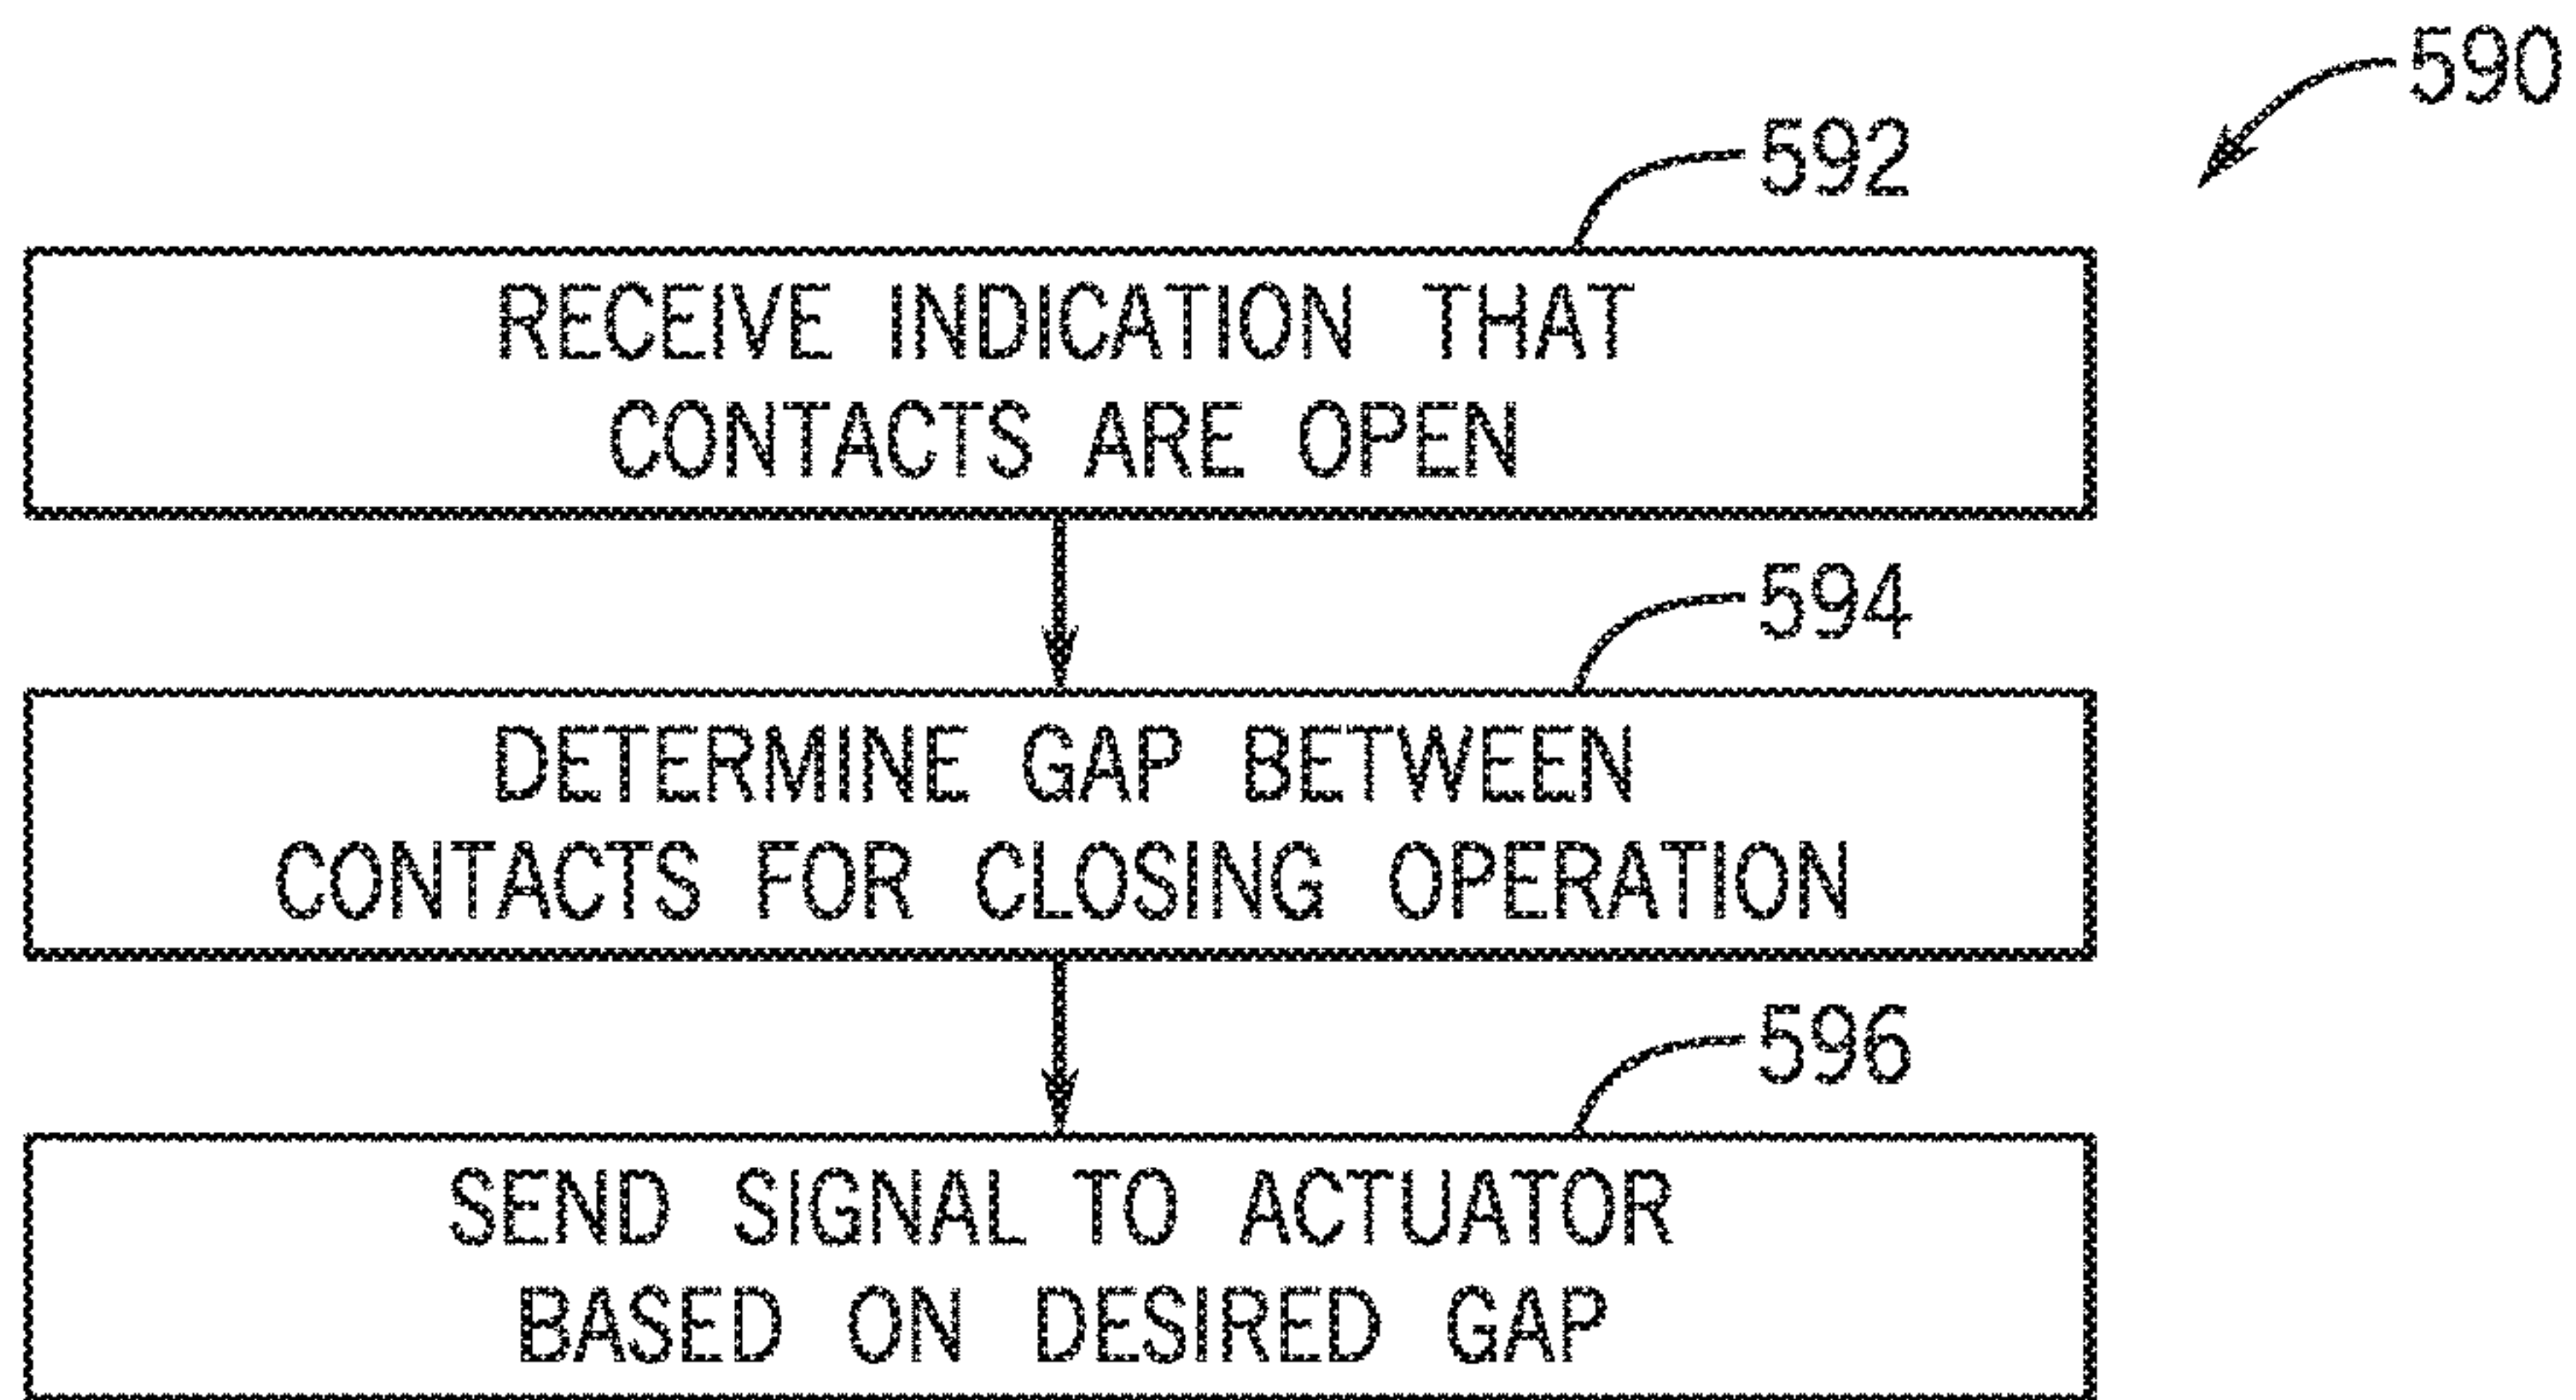 590
592
RECEIVE INDICATION THAT
CONTACTS ARE OPEN
594
DETERMINE GAP BETWEEN
CONTACTS FOR CLOSING OPERATION
596
SEND SIGNAL TO ACTUATOR
BASED ON DESIRED GAP